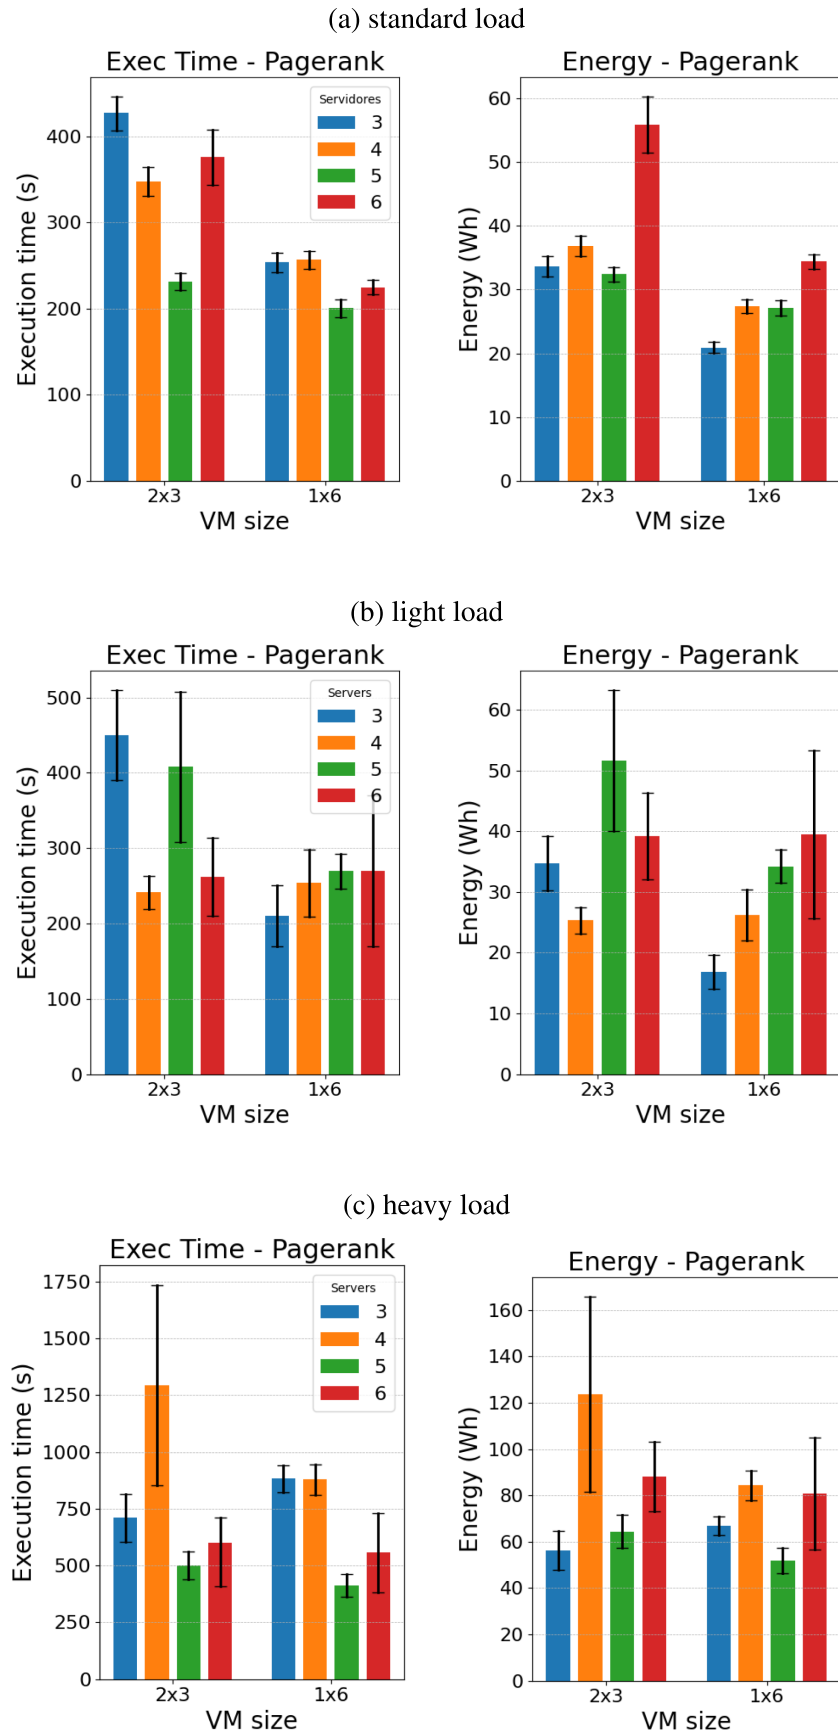 (a) standard load
Exec Time - Pagerank
Execution time (s)
400
300
200
100
0
Servidores
3
4
5
6
2x3
1x6
VM size
Energy - Pagerank
Energy (Wh)
60
50
40
30
20
10
0
2x3
1x6
VM size
(b) light load
Exec Time - Pagerank
Execution time (s)
500
400
300
200
100
0
Servers
3
4
5
6
2x3
1x6
VM size
Energy - Pagerank
Energy (Wh)
60
50
40
30
20
10
0
2x3
1x6
VM size
(c) heavy load
Exec Time - Pagerank
Execution time (s)
1750
1500
1250
1000
750
500
250
0
Servers
3
4
5
6
2x3
1x6
VM size
Energy - Pagerank
Energy (Wh)
160
140
120
100
80
60
40
20
0
2x3
1x6
VM size